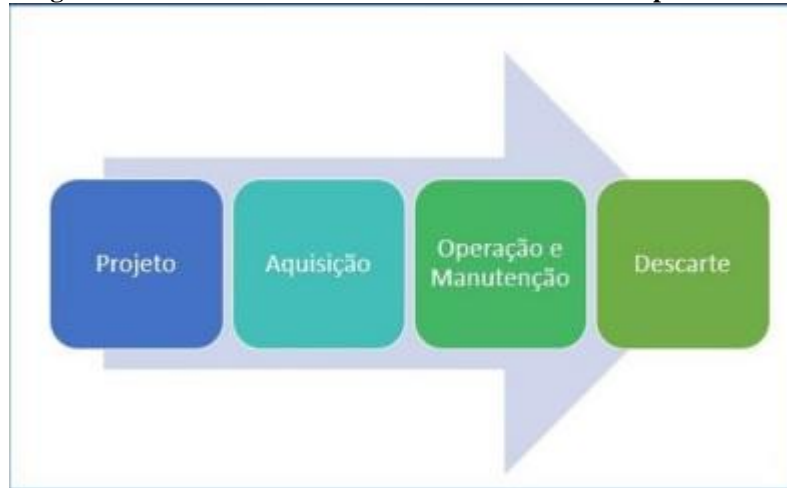 Projeto
Aquisição
Operação e
Manutenção
Descarte